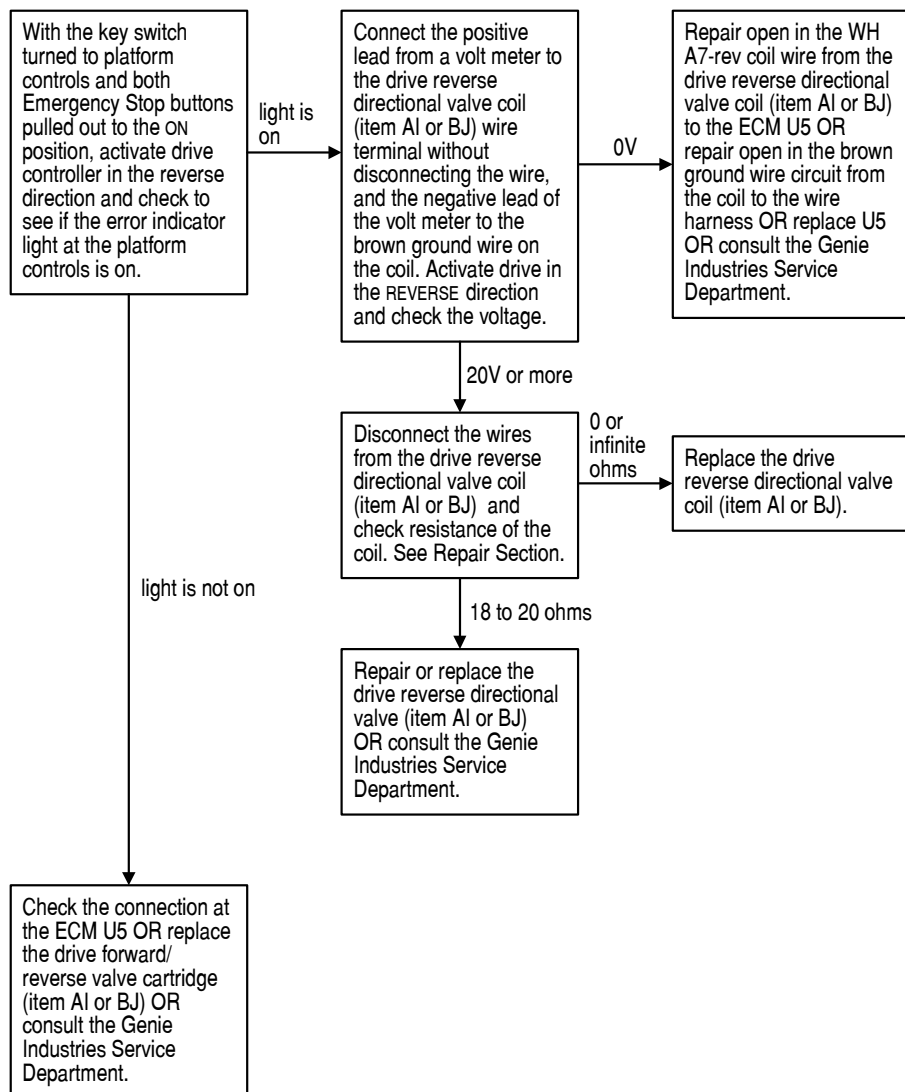 With the key switch
turned to platform
controls and both
Emergency Stop buttons
pulled out to the ON
position, activate drive
controller in the reverse
direction and check to
see if the error indicator
light at the platform
controls is on.
light is
on
Connect the positive
lead from a volt meter to
the drive reverse
directional valve coil
(item AI or BJ) wire
terminal without
disconnecting the wire,
and the negative lead of
the volt meter to the
brown ground wire on
the coil. Activate drive in
the REVERSE direction
and check the voltage.
0V
Repair open in the WH
A7-rev coil wire from the
drive reverse directional
valve coil (item AI or BJ)
to the ECM U5 OR
repair open in the brown
ground wire circuit from
the coil to the wire
harness OR replace U5
OR consult the Genie
Industries Service
Department.
20V or more
Disconnect the wires
from the drive reverse
directional valve coil
(item AI or BJ) and
check resistance of the
coil. See Repair Section.
0 or
infinite
ohms
Replace the drive
reverse directional valve
coil (item AI or BJ).
light is not on
18 to 20 ohms
Repair or replace the
drive reverse directional
valve (item AI or BJ)
OR consult the Genie
Industries Service
Department.
Check the connection at
the ECM U5 OR replace
the drive forward/
reverse valve cartridge
(item AI or BJ) OR
consult the Genie
Industries Service
Department.